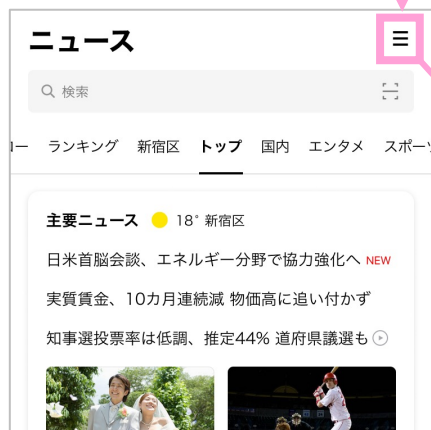 ニュース
検索
ランキング 新宿区 トップ 国内 エンタメ スポーツ
主要ニュース 18° 新宿区
日米首脳会談、エネルギー分野で協力強化へ NEW
実質賃金、10カ月連続減 物価高に追い付かず
知事選投票率は低調、推定44% 道府県議選も